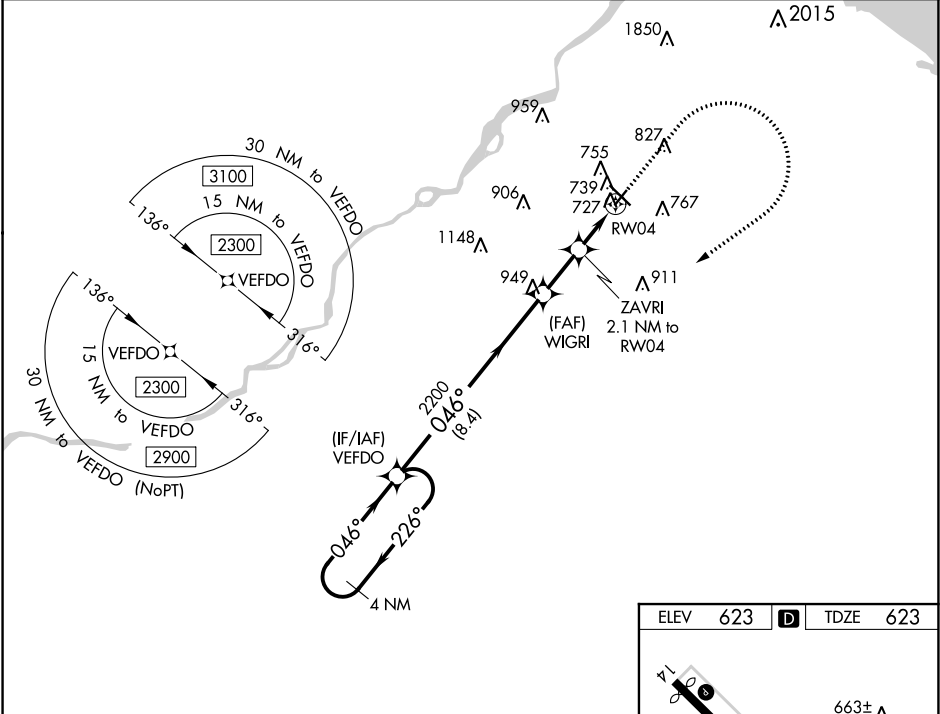 2015
1850
959
827
755
739
727
906
767
RW04
1148
949
911
ZAVRI
2.1 NM to
RW04
(FAF)
WIGRI
30 NM to VEFDO
3100
15 NM to VEFDO
2300
136°
VEFDO
316°
136°
VEFDO
2300
316°
15 NM to VEFDO
2900
30 NM to VEFDO (NoPT)
2200
046°
(8.4)
(IF/IAF)
VEFDO
046°
226°
4 NM
ELEV 623 D TDZE 623
14
P
663±